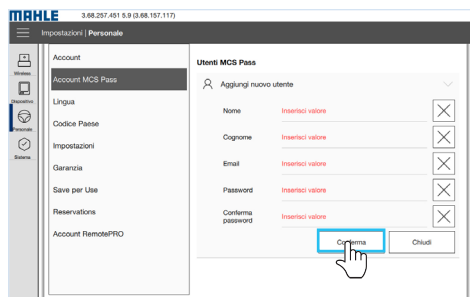 MAHLE
3.68.257.451 5.9 (3.68.157.117)
Impostazioni | Personale
Wireless
Dispositivo
Personale
Sistema
Account
Account MCS Pass
Lingua
Codice Paese
Impostazioni
Garanzia
Save per Use
Reservations
Account RemotePRO
Utenti MCS Pass
Aggiungi nuovo utente
Nome Inserisci valore
Cognome Inserisci valore
Email Inserisci valore
Password Inserisci valore
Conferma
password Inserisci valore
Conferma Chiudi